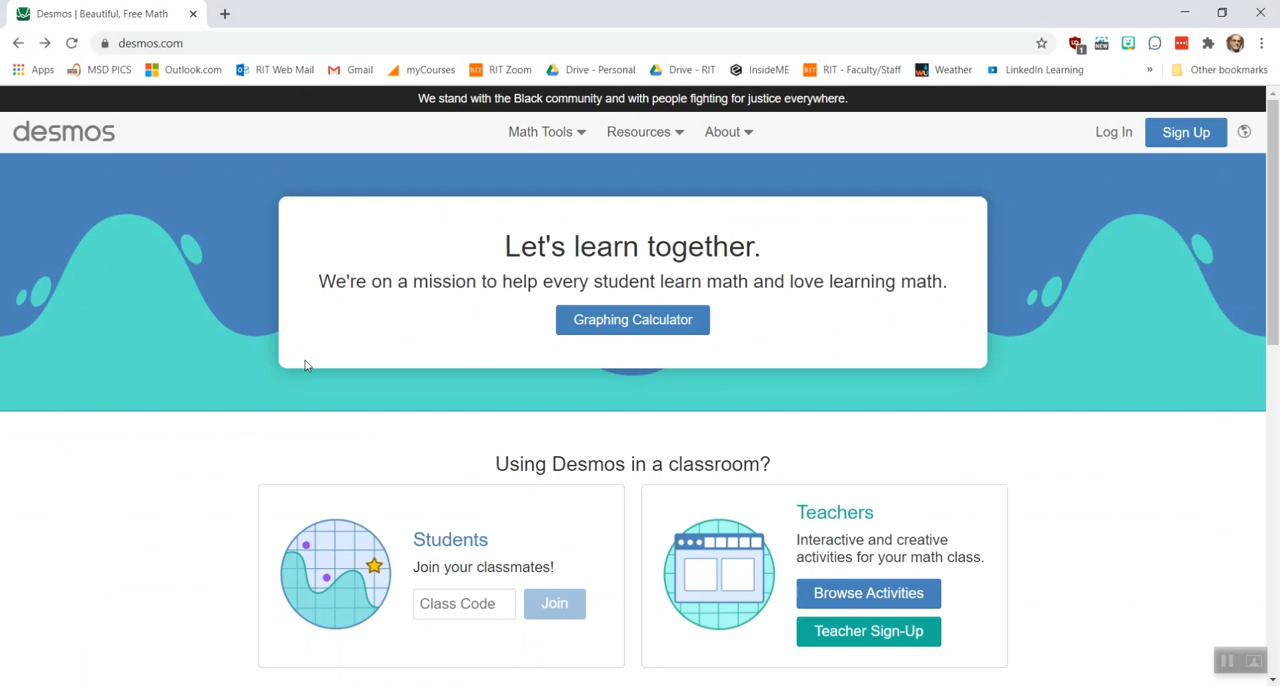 Desmos | Beautiful, Free Math
desmos.com
Apps MSD PICS Outlook.com RIT Web Mail Gmail myCourses RIT Zoom Drive - Personal Drive - RIT InsideME RIT - Faculty/Staff Weather LinkedIn Learning » Other bookmarks
1 NEW
We stand with the Black community and with people fighting for justice everywhere.
desmos Math Tools Resources About Log In Sign Up
Let's learn together.
We're on a mission to help every student learn math and love learning math.
Graphing Calculator
Using Desmos in a classroom?
Students
Join your classmates!
Class Code Join
Teachers
Interactive and creative
activities for your math class.
Browse Activities
Teacher Sign-Up